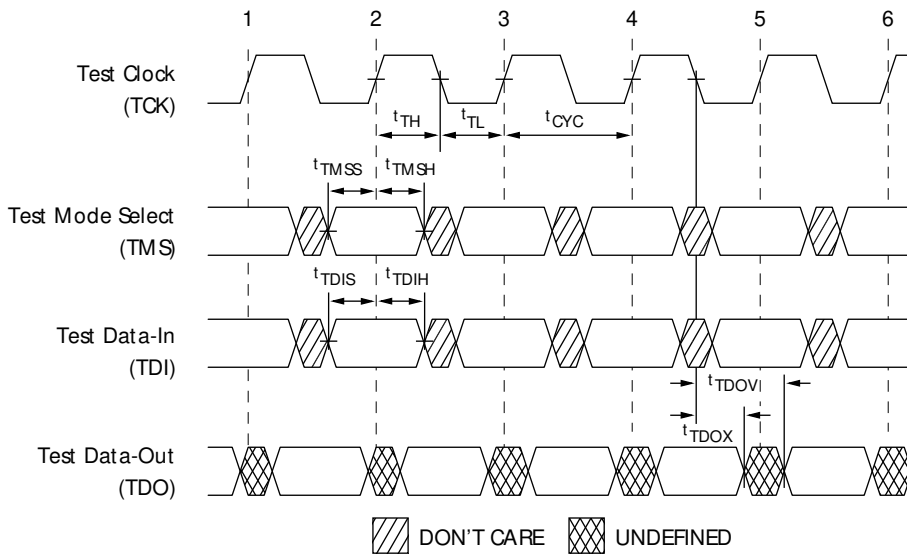 1 2 3 4 5 6
Test Clock
(TCK)
tTH tTL tCYC
tTMSS tTMSH
Test Mode Select
(TMS)
tTDIS tTDIH
Test Data-In
(TDI)
tTDOV
tTDOX
Test Data-Out
(TDO)
DON'T CARE UNDEFINED